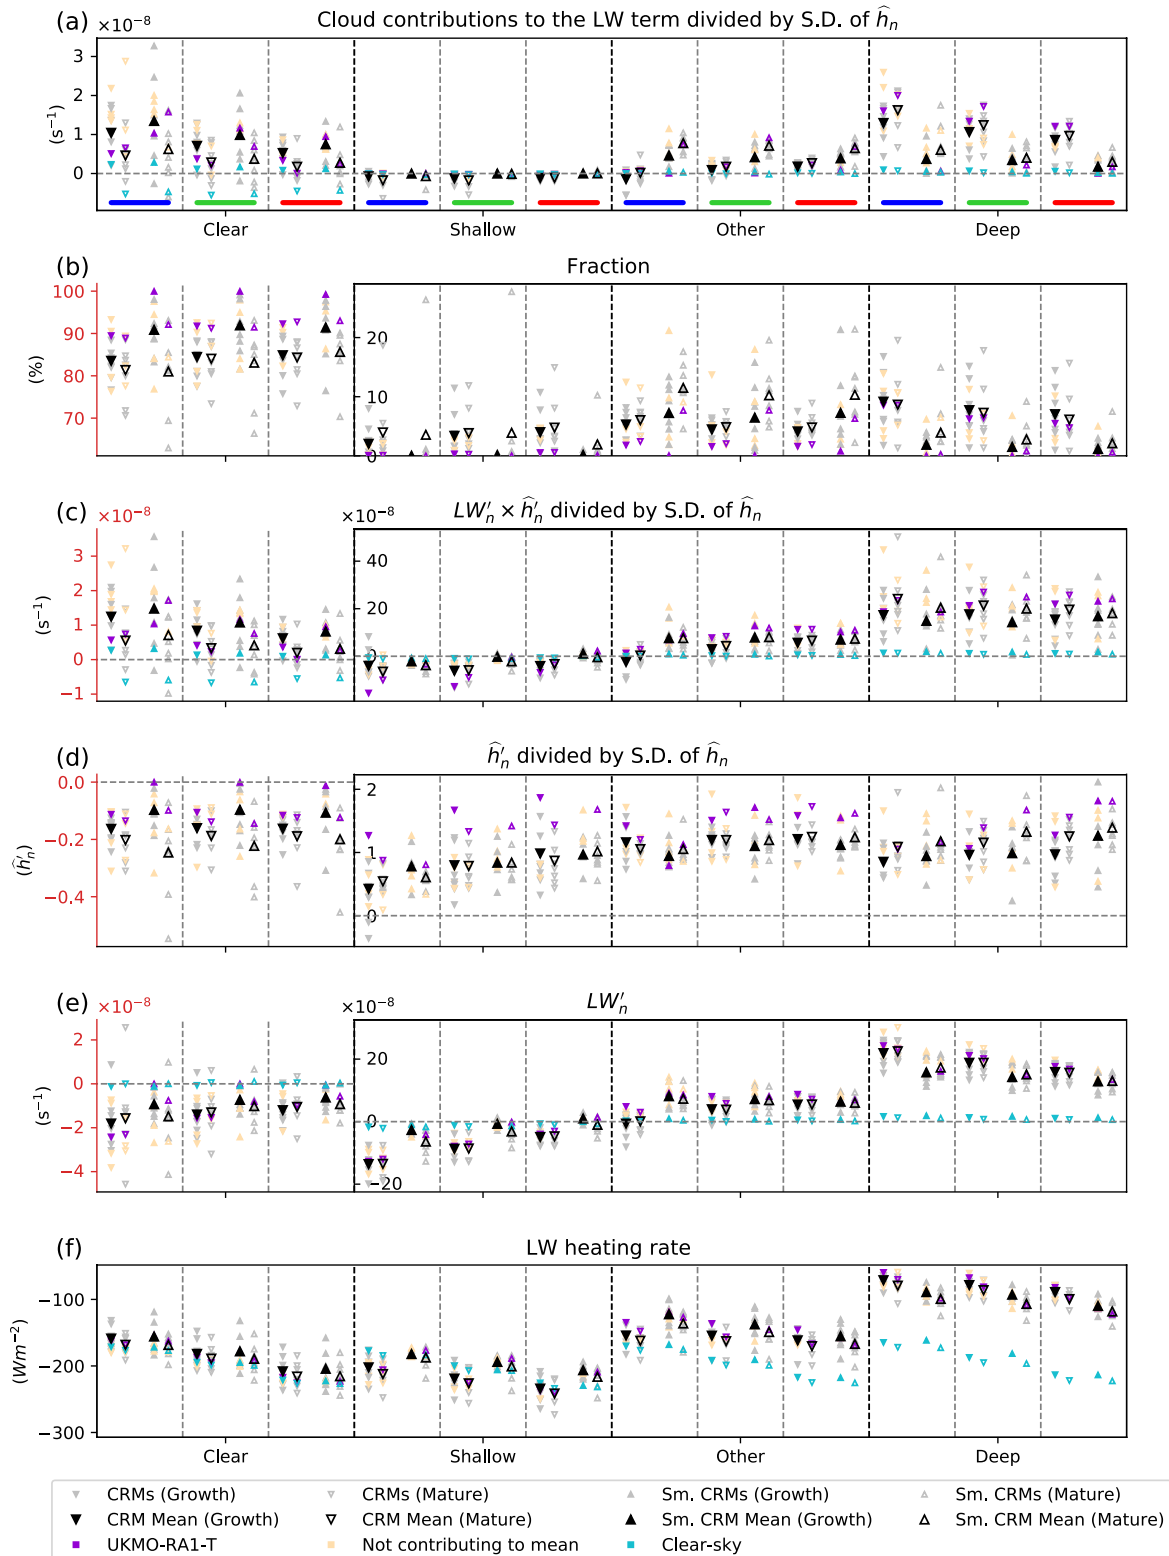 (a) Cloud contributions to the LW term divided by S.D. of ĥₙ
×10⁻⁸
3
2
1
0
(s⁻¹)
Clear Shallow Other Deep
(b) Fraction
100
90
80
70
(%)
20
10
0
(c) LW′ₙ × ĥ′ₙ divided by S.D. of ĥₙ
×10⁻⁸ ×10⁻⁸
3
2
1
0
−1
(s⁻¹)
40
20
0
(d) ĥ′ₙ divided by S.D. of ĥₙ
0.0
−0.2
−0.4
(ĥ′ₙ)
2
1
0
(e) LW′ₙ
×10⁻⁸ ×10⁻⁸
2
0
−2
−4
(s⁻¹)
20
0
−20
(f) LW heating rate
−100
−200
−300
(Wm⁻²)
Clear Shallow Other Deep
CRMs (Growth) CRMs (Mature) Sm. CRMs (Growth) Sm. CRMs (Mature)
CRM Mean (Growth) CRM Mean (Mature) Sm. CRM Mean (Growth) Sm. CRM Mean (Mature)
UKMO-RA1-T Not contributing to mean Clear-sky